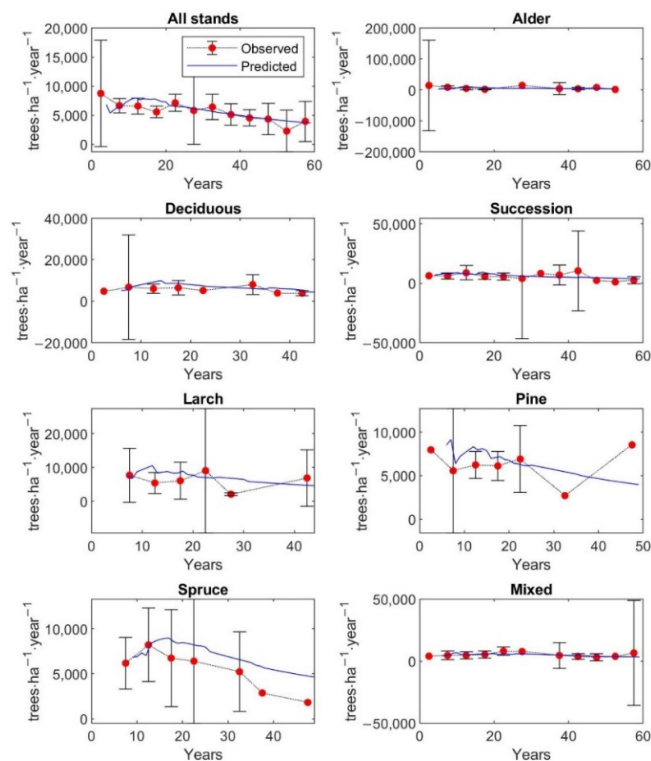 All stands
trees·ha⁻¹·year⁻¹
20,000
15,000
10,000
5,000
0
Observed
Predicted
0 20 40 60
Years
Alder
trees·ha⁻¹·year⁻¹
200,000
100,000
0
−100,000
−200,000
0 20 40 60
Years
Deciduous
trees·ha⁻¹·year⁻¹
40,000
20,000
0
−20,000
0 10 20 30 40
Years
Succession
trees·ha⁻¹·year⁻¹
50,000
0
−50,000
0 20 40 60
Years
Larch
trees·ha⁻¹·year⁻¹
20,000
10,000
0
0 10 20 30 40
Years
Pine
trees·ha⁻¹·year⁻¹
10,000
5,000
0
0 10 20 30 40 50
Years
Spruce
trees·ha⁻¹·year⁻¹
10,000
5,000
0
0 10 20 30 40
Years
Mixed
trees·ha⁻¹·year⁻¹
50,000
0
−50,000
0 20 40 60
Years